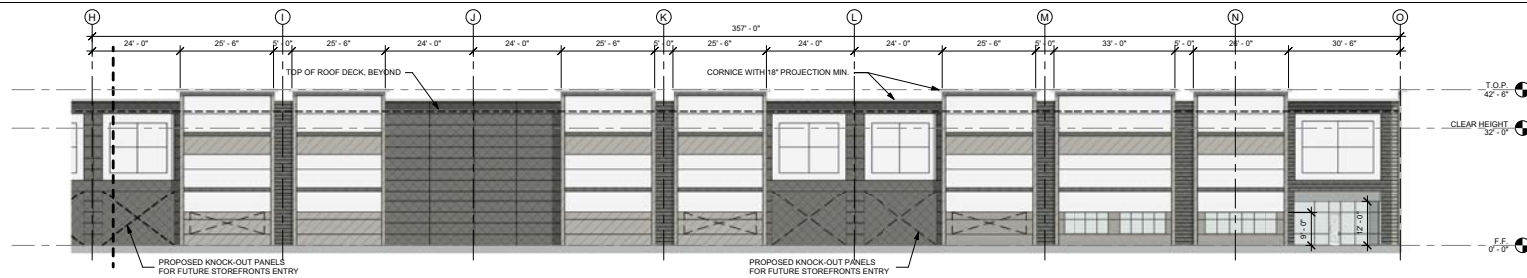 H I J K L M N O
357' - 0"
24' - 0" 25' - 6" 5' - 0" 25' - 6" 24' - 0" 24' - 0" 25' - 6" 5' - 0" 25' - 6" 24' - 0" 24' - 0" 25' - 6" 5' - 0" 33' - 0" 5' - 0" 26' - 0" 30' - 6"
TOP OF ROOF DECK, BEYOND
CORNICE WITH 18" PROJECTION MIN.
T.O.P.
42' - 6"
CLEAR HEIGHT
32' - 0"
9' - 0"
12' - 0"
F.F.
0' - 0"
PROPOSED KNOCK-OUT PANELS
FOR FUTURE STOREFRONTS ENTRY
PROPOSED KNOCK-OUT PANELS
FOR FUTURE STOREFRONTS ENTRY